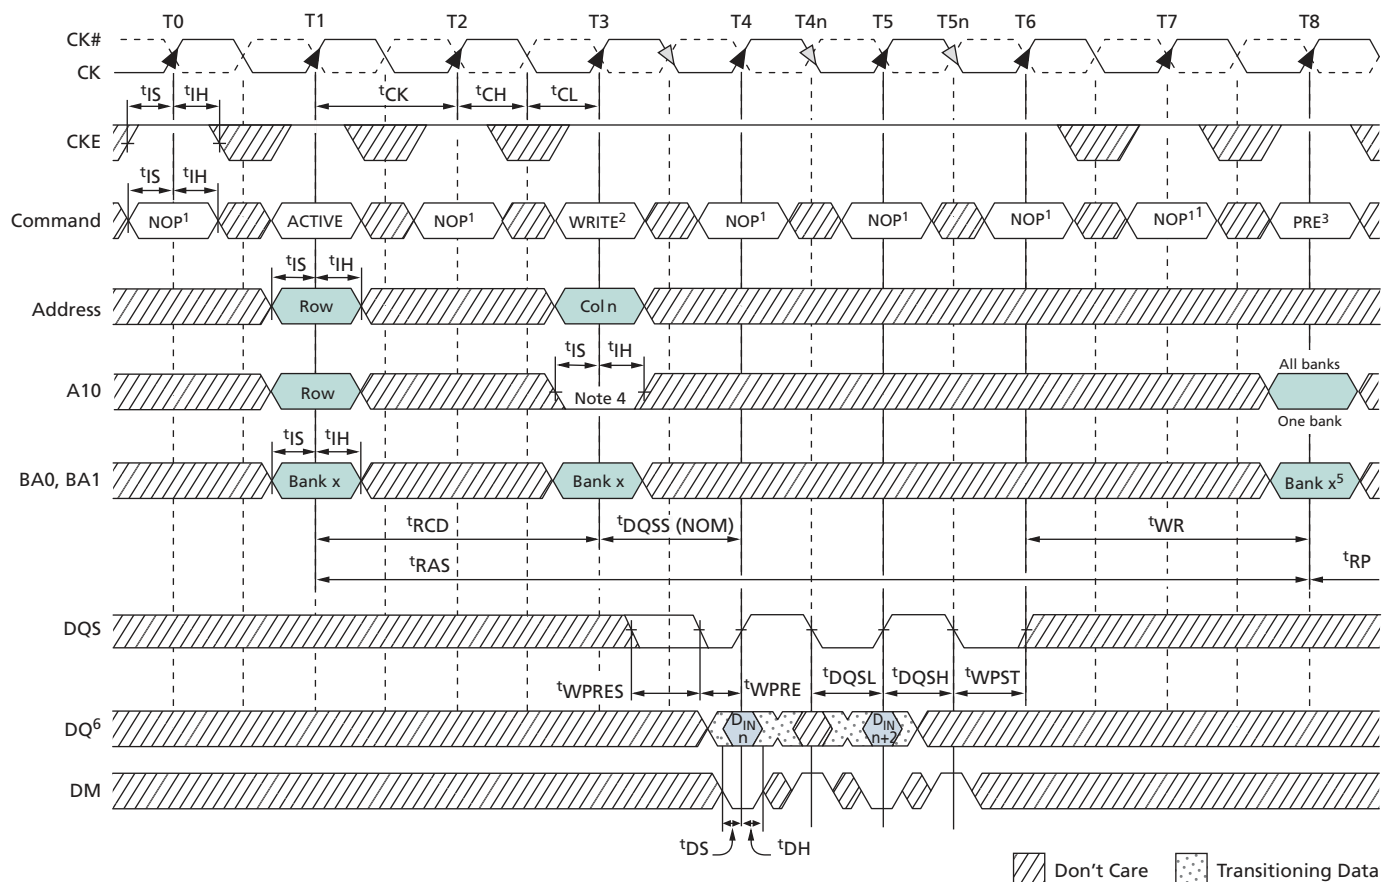 T0 T1 T2 T3 T4 T4n T5 T5n T6 T7 T8
CK#
CK
tIS tIH tCK tCH tCL
CKE
tIS tIH
Command NOP1 ACTIVE NOP1 WRITE2 NOP1 NOP1 NOP1 NOP11 PRE3
tIS tIH
Address Row Col n
tIS tIH All banks
A10 Row Note 4
One bank
tIS tIH
BA0, BA1 Bank x Bank x Bank x5
tRCD tDQSS (NOM) tWR
tRAS tRP
DQS
tWPRES tWPRE tDQSL tDQSH tWPST
DQ6 DIN n DIN n+2
DM
tDS tDH
Don't Care Transitioning Data